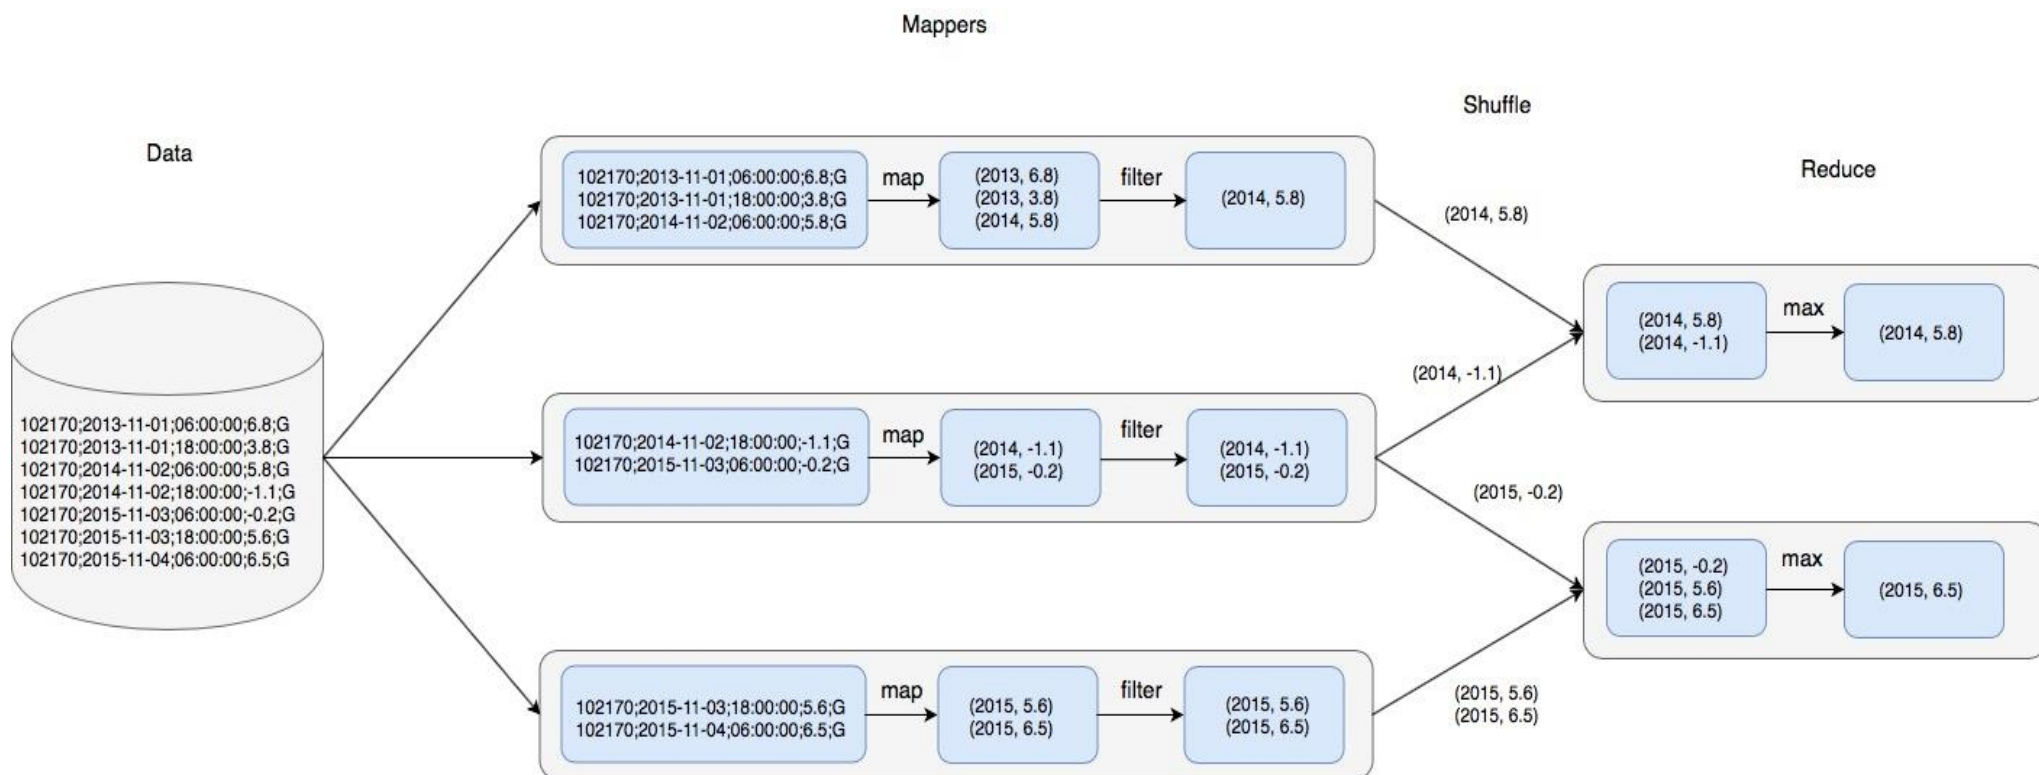 Mappers
Shuffle
Data
Reduce
102170;2013-11-01;06:00:00;6.8;G
102170;2013-11-01;18:00:00;3.8;G
102170;2014-11-02;06:00:00;5.8;G
102170;2014-11-02;18:00:00;-1.1;G
102170;2015-11-03;06:00:00;-0.2;G
102170;2015-11-03;18:00:00;5.6;G
102170;2015-11-04;06:00:00;6.5;G
102170;2013-11-01;06:00:00;6.8;G
102170;2013-11-01;18:00:00;3.8;G
102170;2014-11-02;06:00:00;5.8;G
map
(2013, 6.8)
(2013, 3.8)
(2014, 5.8)
filter
(2014, 5.8)
102170;2014-11-02;18:00:00;-1.1;G
102170;2015-11-03;06:00:00;-0.2;G
map
(2014, -1.1)
(2015, -0.2)
filter
(2014, -1.1)
(2015, -0.2)
102170;2015-11-03;18:00:00;5.6;G
102170;2015-11-04;06:00:00;6.5;G
map
(2015, 5.6)
(2015, 6.5)
filter
(2015, 5.6)
(2015, 6.5)
(2014, 5.8)
(2014, -1.1)
(2015, -0.2)
(2015, 5.6)
(2015, 6.5)
(2014, 5.8)
(2014, -1.1)
max
(2014, 5.8)
(2015, -0.2)
(2015, 5.6)
(2015, 6.5)
max
(2015, 6.5)